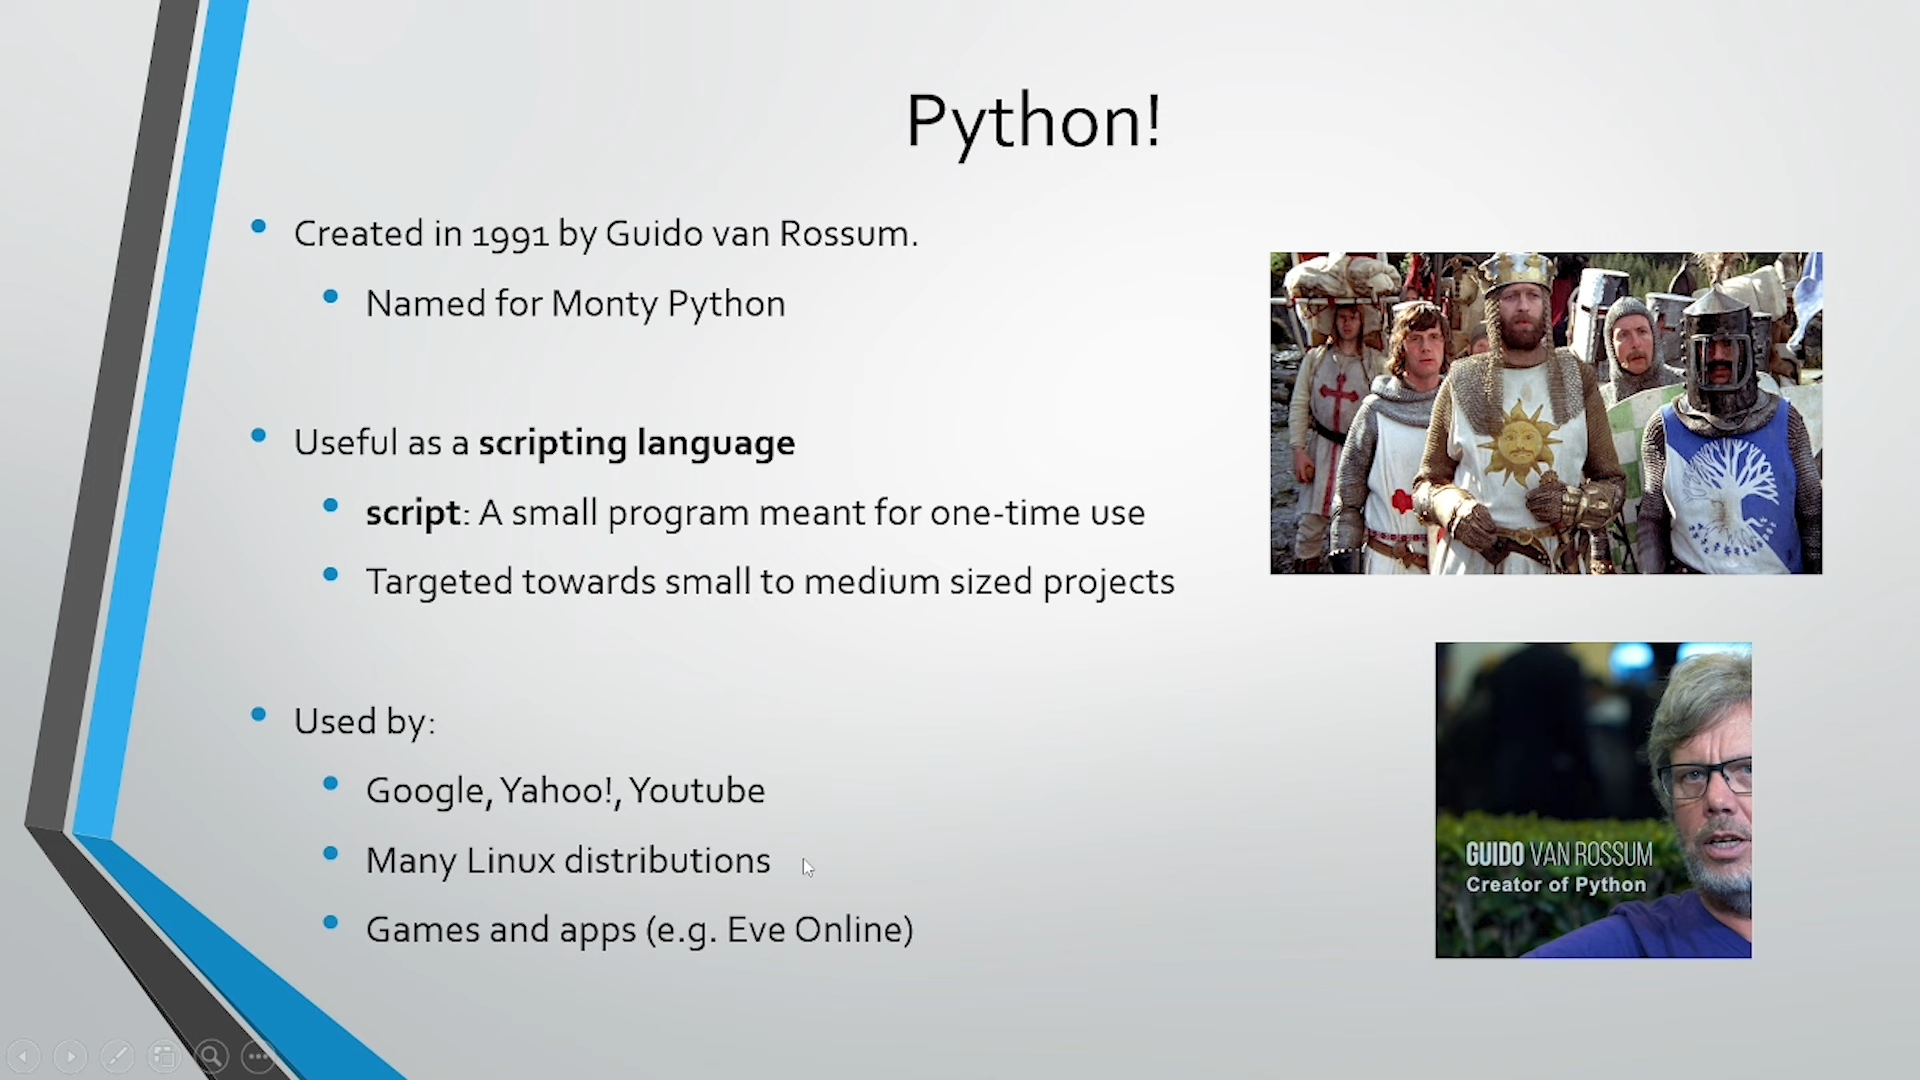 Python!
Created in 1991 by Guido van Rossum.
Named for Monty Python
Useful as a scripting language
script: A small program meant for one-time use
Targeted towards small to medium sized projects
Used by:
Google, Yahoo!, Youtube
Many Linux distributions
Games and apps (e.g. Eve Online)
GUIDO VAN ROSSUM
Creator of Python